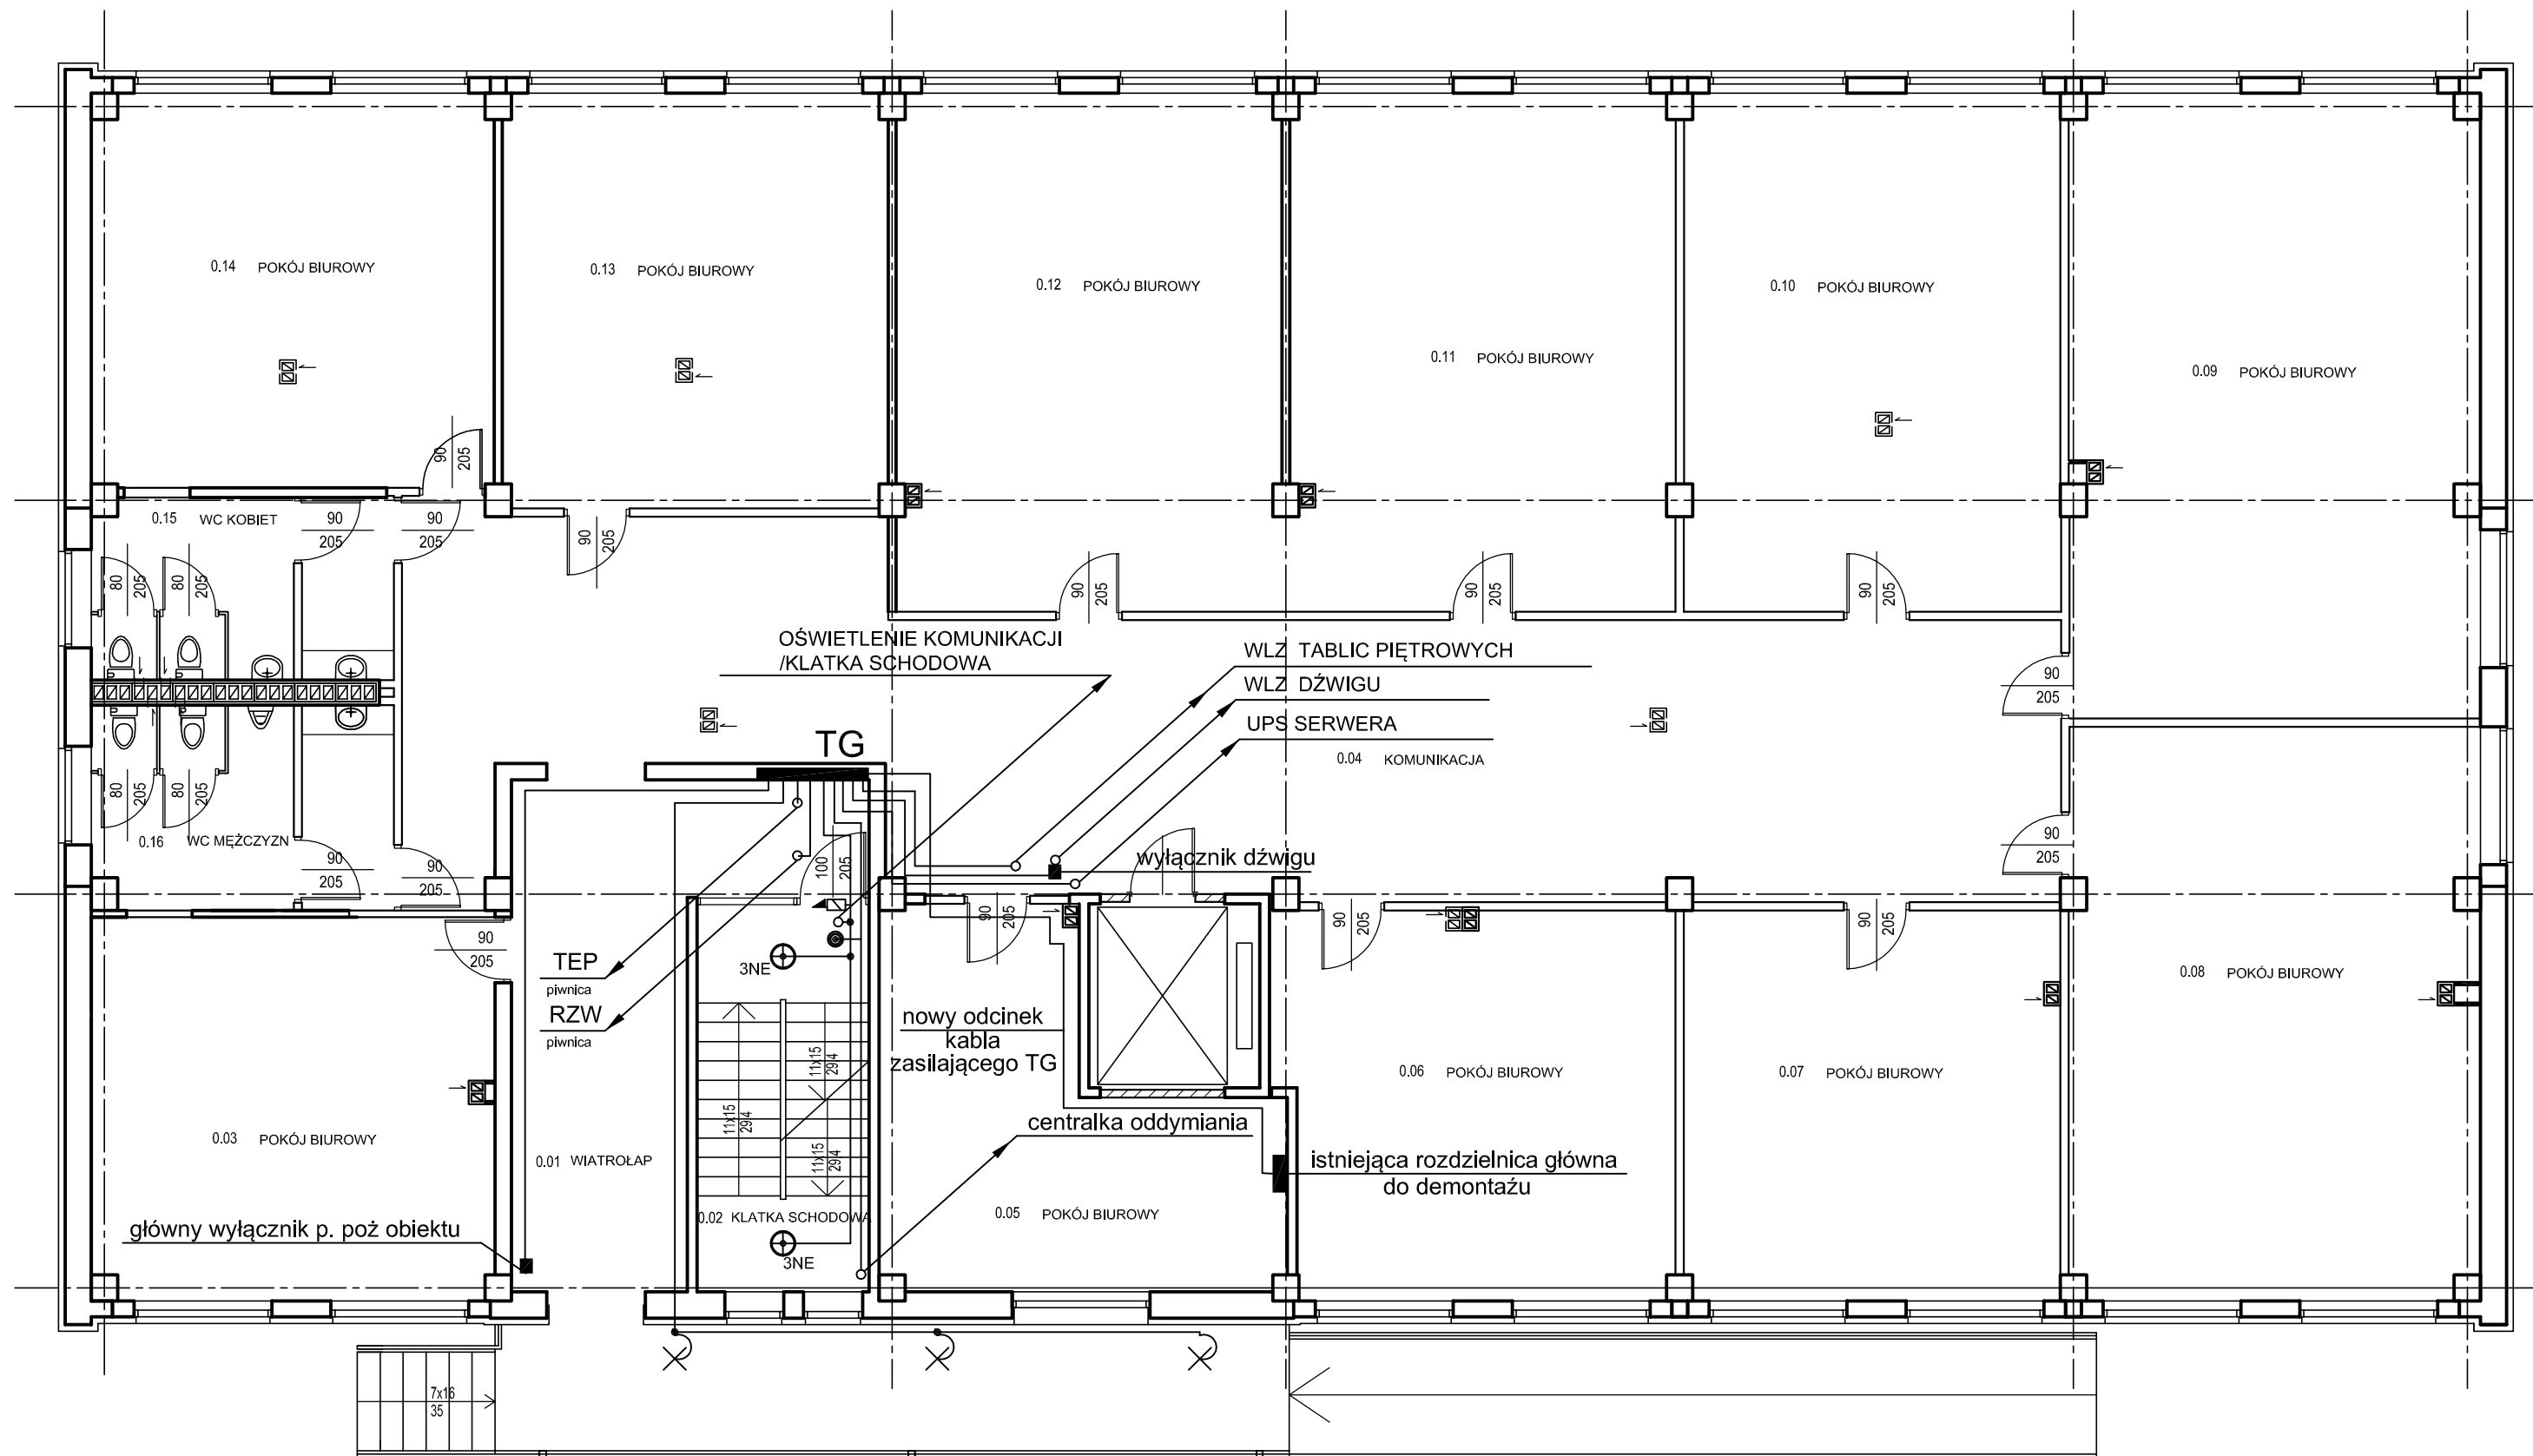 0.14 POKÓJ BIUROWY
0.13 POKÓJ BIUROWY
0.12 POKÓJ BIUROWY
0.11 POKÓJ BIUROWY
0.10 POKÓJ BIUROWY
0.09 POKÓJ BIUROWY
90
205
0.15 WC KOBIET
90
205
90
205
90
205
80
205
80
205
90
205
90
205
90
205
OŚWIETLENIE KOMUNIKACJI
/KLATKA SCHODOWA
WLZ TABLIC PIĘTROWYCH
WLZ DŹWIGU
UPS SERWERA
0.04 KOMUNIKACJA
90
205
TG
80
205
80
205
0.16 WC MĘŻCZYZN
90
205
90
205
100
205
wyłącznik dźwigu
90
205
90
205
90
205
90
205
90
205
TEP
piwnica
RZW
piwnica
3NE
nowy odcinek
kabla
zasilającego TG
0.08 POKÓJ BIUROWY
0.06 POKÓJ BIUROWY
0.07 POKÓJ BIUROWY
11x15
29.4
11x15
29.4
11x15
29.4
centralka oddymiania
0.03 POKÓJ BIUROWY
0.01 WIATROŁAP
istniejąca rozdzielnica główna
do demontażu
0.02 KLATKA SCHODOWA
0.05 POKÓJ BIUROWY
główny wyłącznik p. poż obiektu
3NE
7x16
35